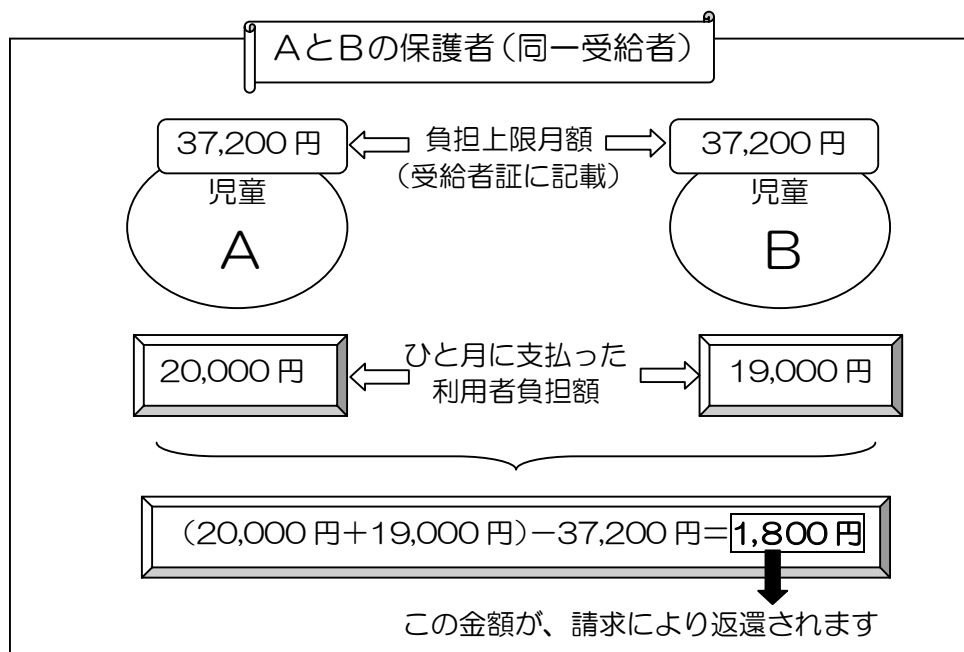 AとBの保護者（同一受給者）
37,200円
負担上限月額
（受給者証に記載）
37,200円
児童
A
児童
B
20,000円
ひと月に支払った
利用者負担額
19,000円
（20,000円＋19,000円）－37,200円＝1,800円
この金額が、請求により返還されます